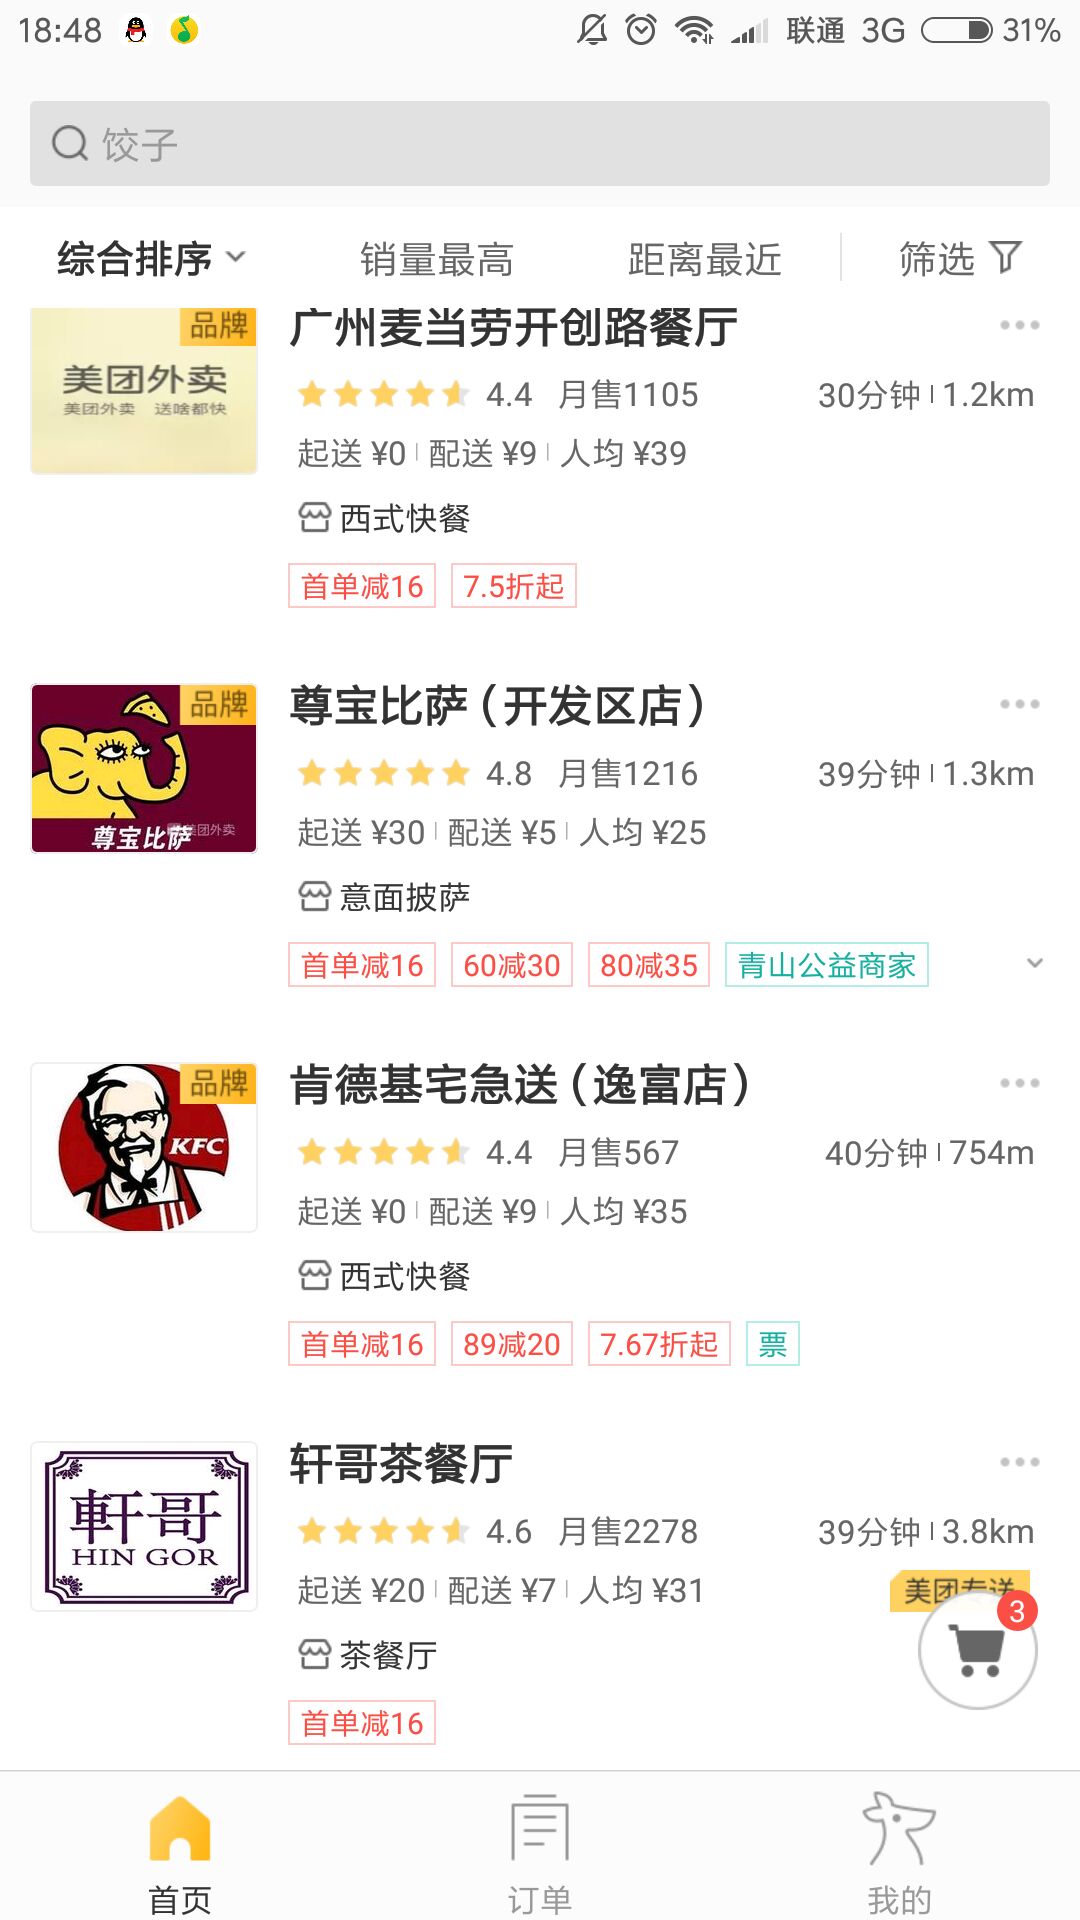 18:48 联通 3G 31%
饺子
综合排序 销量最高 距离最近 筛选
品牌
美团外卖
美团外卖 送啥都快
广州麦当劳开创路餐厅
4.4 月售1105 30分钟 1.2km
起送 ¥0 配送 ¥9 人均 ¥39
西式快餐
首单减16 7.5折起
品牌
尊宝比萨
美团外卖
尊宝比萨（开发区店）
4.8 月售1216 39分钟 1.3km
起送 ¥30 配送 ¥5 人均 ¥25
意面披萨
首单减16 60减30 80减35 青山公益商家
品牌
KFC
肯德基宅急送（逸富店）
4.4 月售567 40分钟 754m
起送 ¥0 配送 ¥9 人均 ¥35
西式快餐
首单减16 89减20 7.67折起 票
軒哥
HIN GOR
轩哥茶餐厅
4.6 月售2278 39分钟 3.8km
起送 ¥20 配送 ¥7 人均 ¥31
美团专送
3
茶餐厅
首单减16
首页 订单 我的